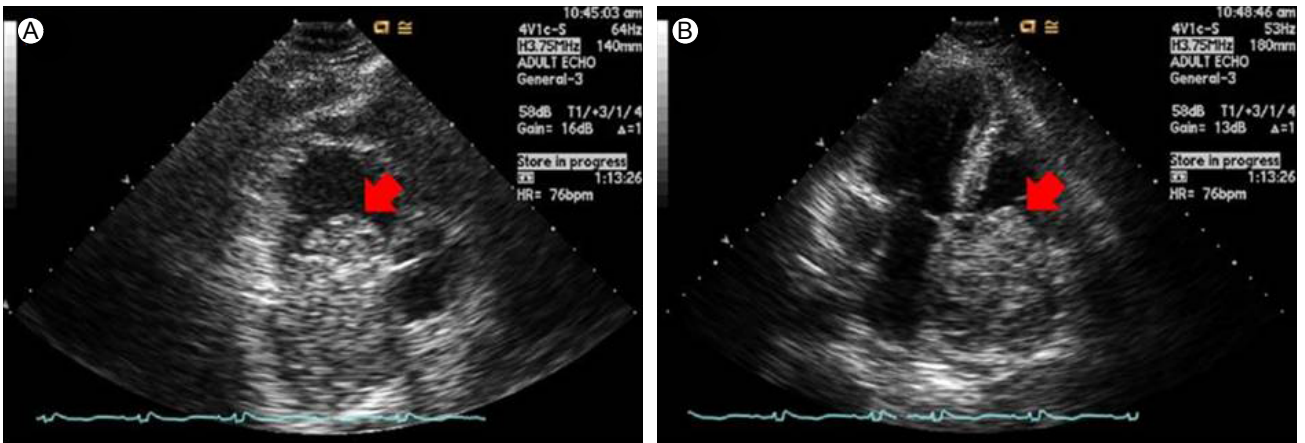 A
10:45:03 am
4V1c-S 64Hz
H3.75MHz 140mm
ADULT ECHO
General-3
58dB T1/+3/1/4
Gain= 16dB Δ=1
Store in progress
1:13:26
HR= 76bpm
B
10:48:46 am
4V1c-S 53Hz
H3.75MHz 180mm
ADULT ECHO
General-3
58dB T1/+3/1/4
Gain= 13dB Δ=1
Store in progress
1:13:26
HR= 76bpm